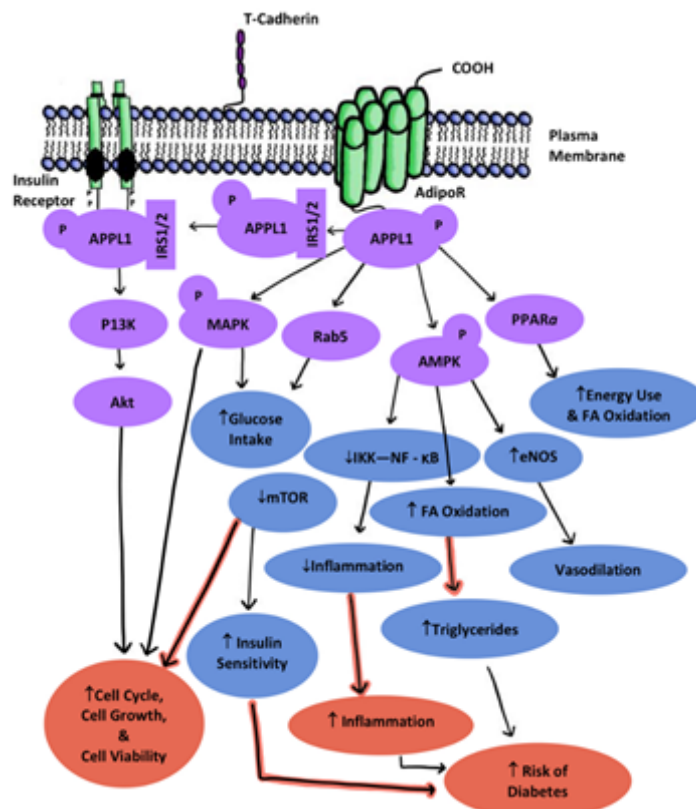 T-Cadherin
COOH
Plasma
Membrane
Insulin
Receptor
AdipoR
P
P
P
APPL1
IRS1/2
P
APPL1
IRS1/2
APPL1
P
P13K
P
MAPK
Rab5
P
AMPK
PPARα
Akt
↑Glucose
Intake
↑Energy Use
& FA Oxidation
↓IKK—NF - κB
↑eNOS
↓mTOR
↑ FA Oxidation
↓Inflammation
Vasodilation
↑ Insulin
Sensitivity
↑Triglycerides
↑Cell Cycle,
Cell Growth,
&
Cell Viability
↑ Inflammation
↑ Risk of
Diabetes